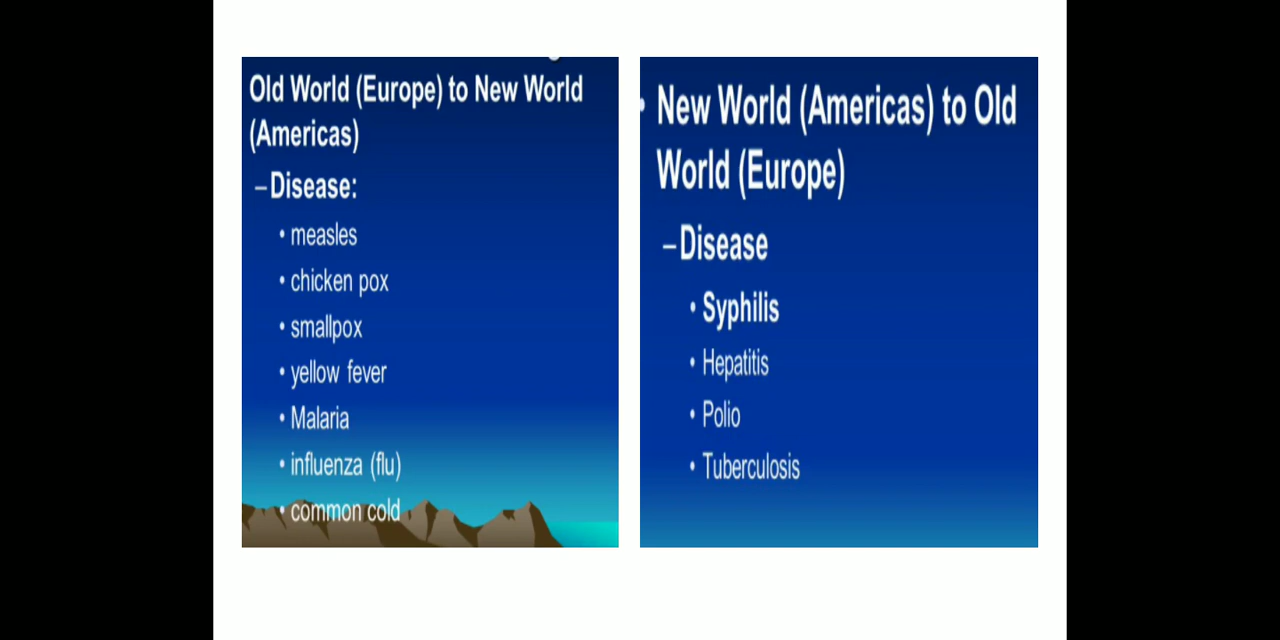 Old World (Europe) to New World
(Americas)
–Disease:
• measles
• chicken pox
• smallpox
• yellow fever
• Malaria
• influenza (flu)
• common cold
• New World (Americas) to Old
World (Europe)
–Disease
• Syphilis
• Hepatitis
• Polio
• Tuberculosis